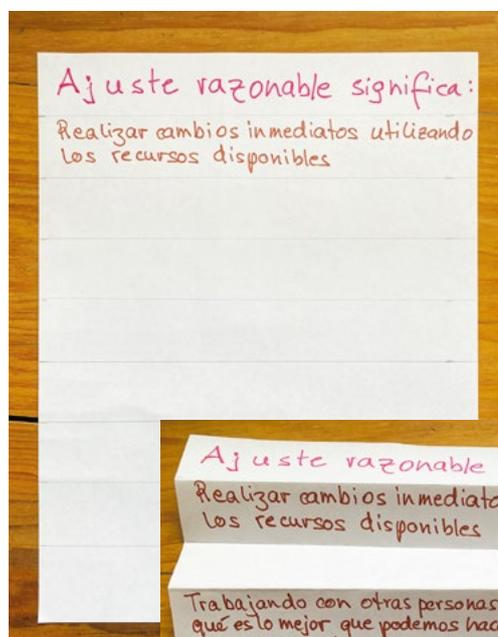 Ajuste razonable significa:
Realizar cambios inmediatos utilizando
los recursos disponibles
Ajuste razonable
Realizar cambios
los recursos disponibles
Trabajando con otras personas
qué es lo mejor que podemos